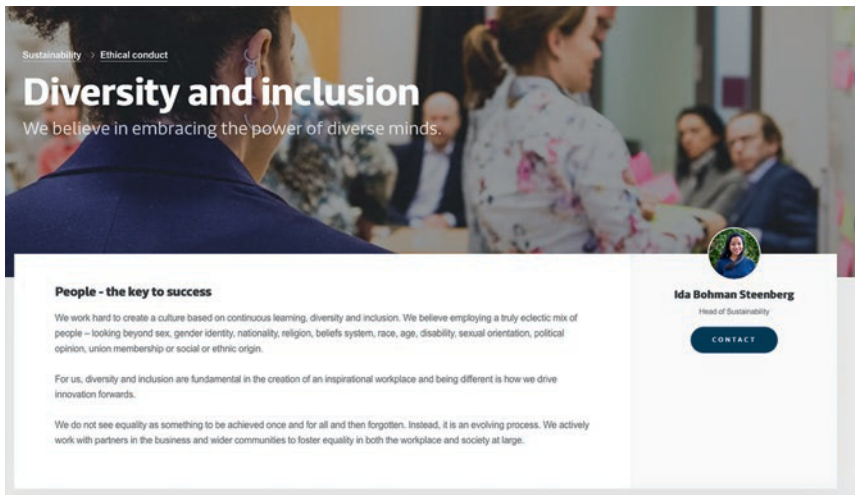 Sustainability > Ethical conduct
Diversity and inclusion
We believe in embracing the power of diverse minds.
People - the key to success
We work hard to create a culture based on continuous learning, diversity and inclusion. We believe employing a truly eclectic mix of
people – looking beyond sex, gender identity, nationality, religion, beliefs system, race, age, disability, sexual orientation, political
opinion, union membership or social or ethnic origin.
For us, diversity and inclusion are fundamental in the creation of an inspirational workplace and being different is how we drive
innovation forwards.
We do not see equality as something to be achieved once and for all and then forgotten. Instead, it is an evolving process. We actively
work with partners in the business and wider communities to foster equality in both the workplace and society at large.
Ida Bohman Steenberg
Head of Sustainability
CONTACT